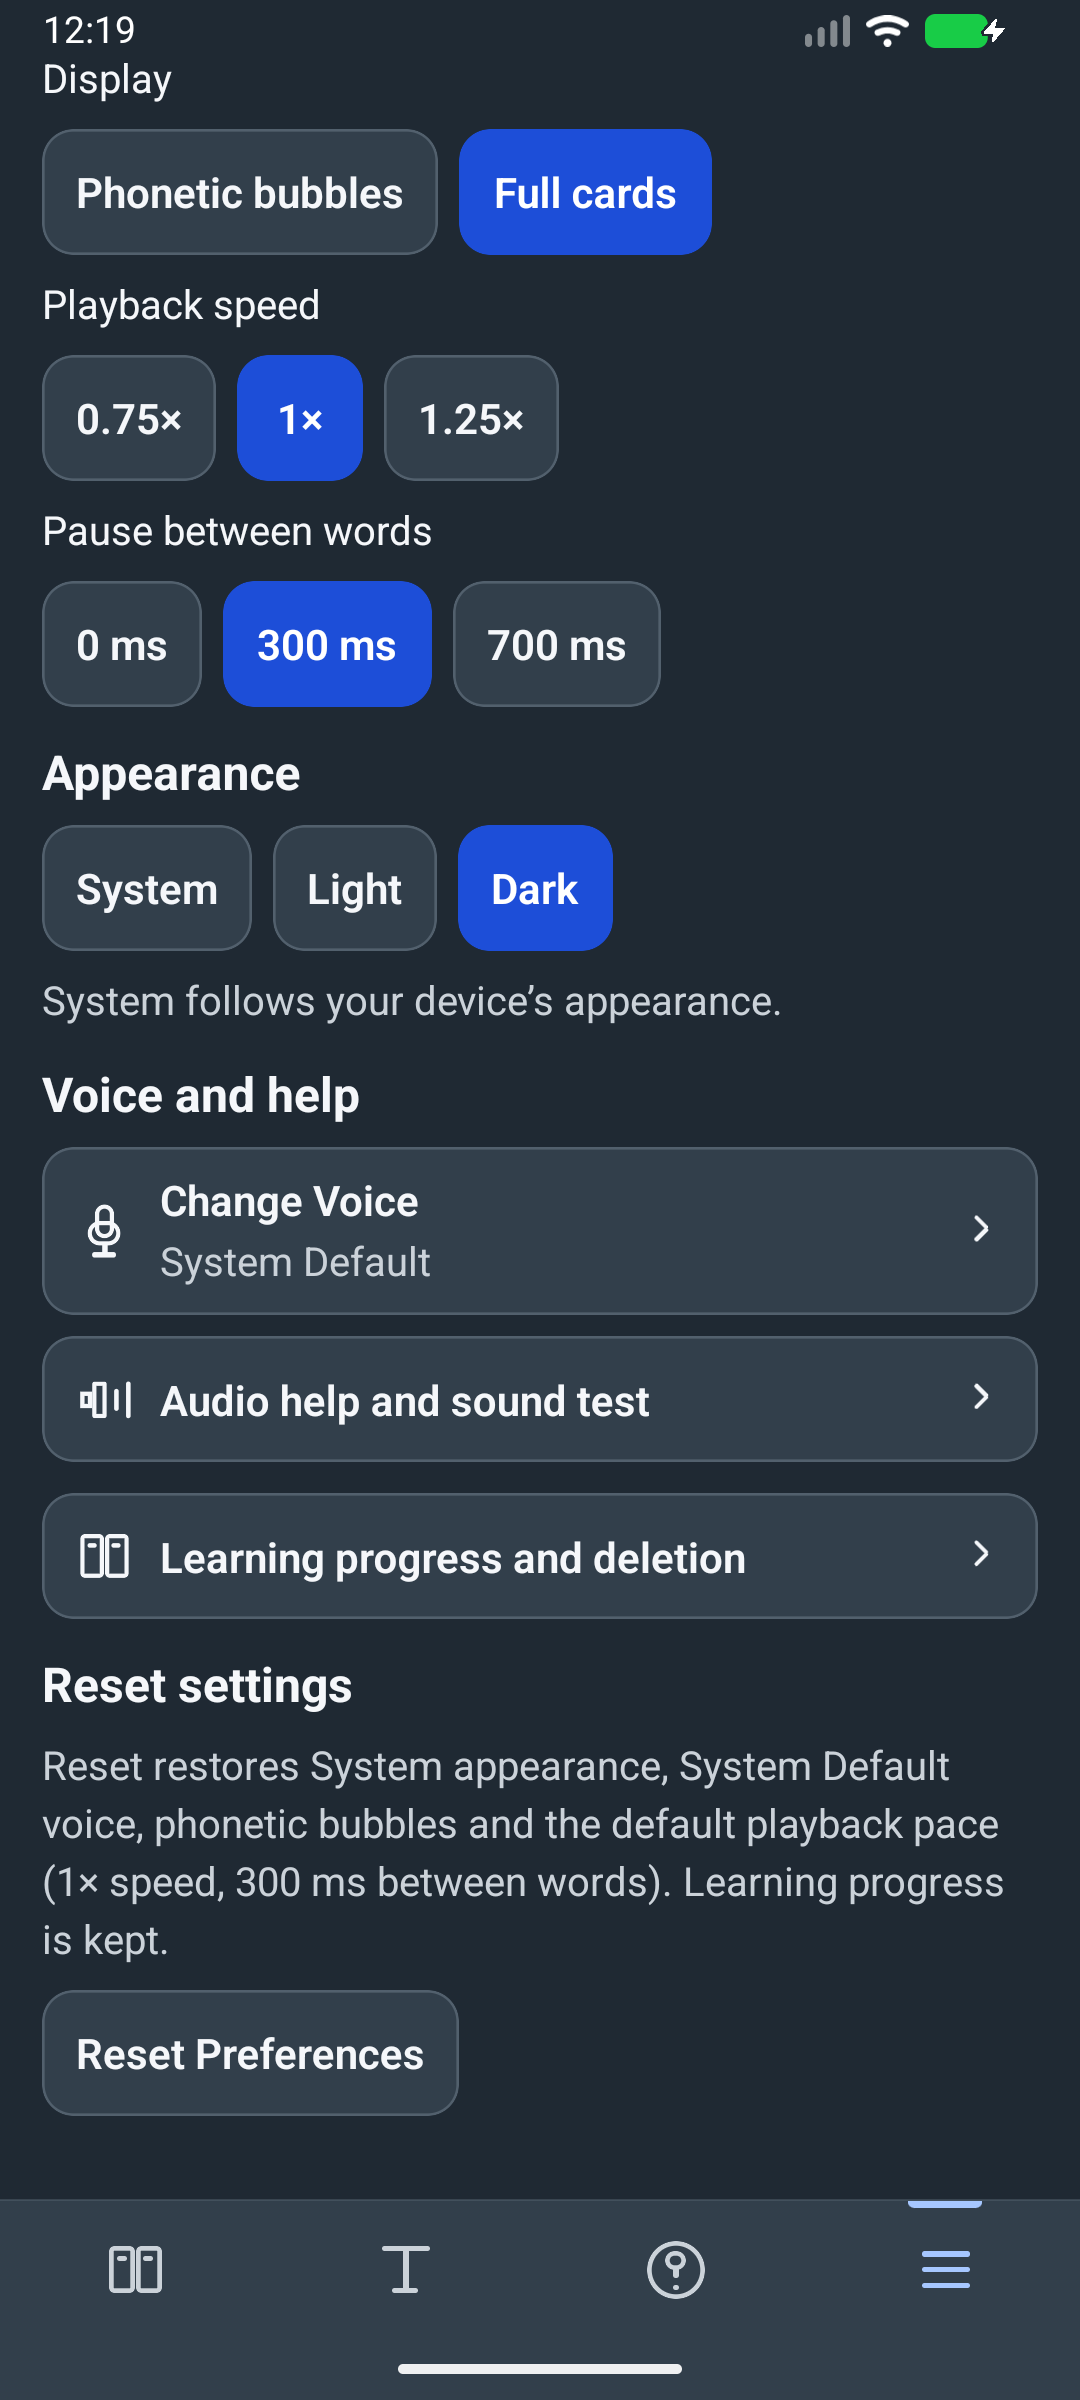 12:19
Display
Phonetic bubbles
Full cards
Playback speed
0.75×
1×
1.25×
Pause between words
0 ms
300 ms
700 ms
Appearance
System
Light
Dark
System follows your device’s appearance.
Voice and help
Change Voice
System Default
Audio help and sound test
Learning progress and deletion
Reset settings
Reset restores System appearance, System Default
voice, phonetic bubbles and the default playback pace
(1× speed, 300 ms between words). Learning progress
is kept.
Reset Preferences